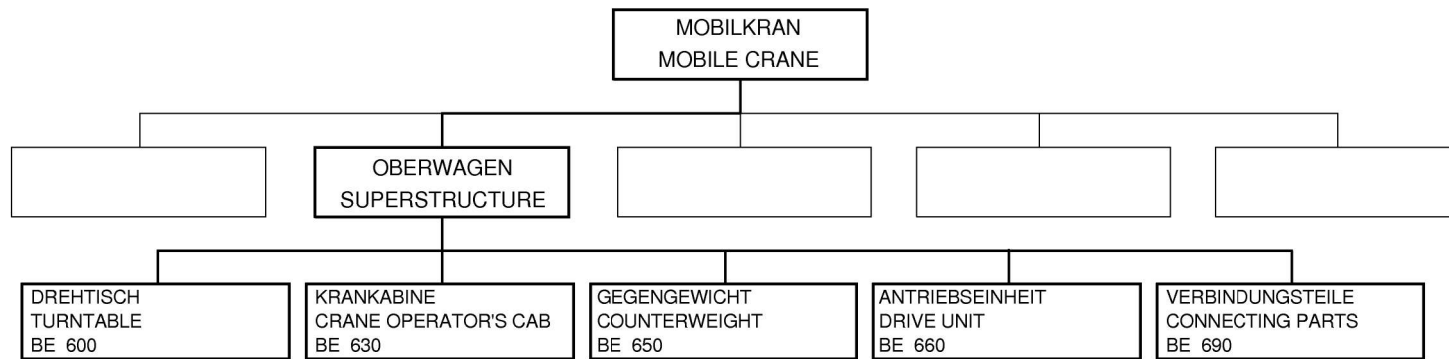 MOBILKRAN
MOBILE CRANE
OBERWAGEN
SUPERSTRUCTURE
DREHTISCH
TURNTABLE
BE 600
KRANKABINE
CRANE OPERATOR'S CAB
BE 630
GEGENGEWICHT
COUNTERWEIGHT
BE 650
ANTRIEBSEINHEIT
DRIVE UNIT
BE 660
VERBINDUNGSTEILE
CONNECTING PARTS
BE 690